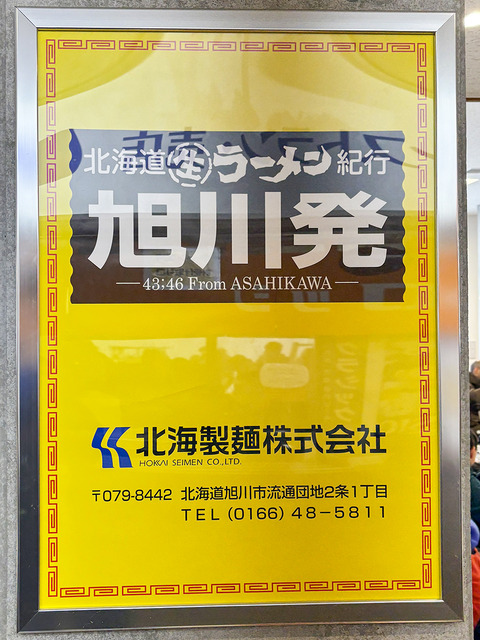 北海道生ラーメン紀行
旭川発
43:46 From ASAHIKAWA
北海製麺株式会社
HOKKAI SEIMEN CO.,LTD.
〒079-8442 北海道旭川市流通団地2条1丁目
TEL(0166)48-5811